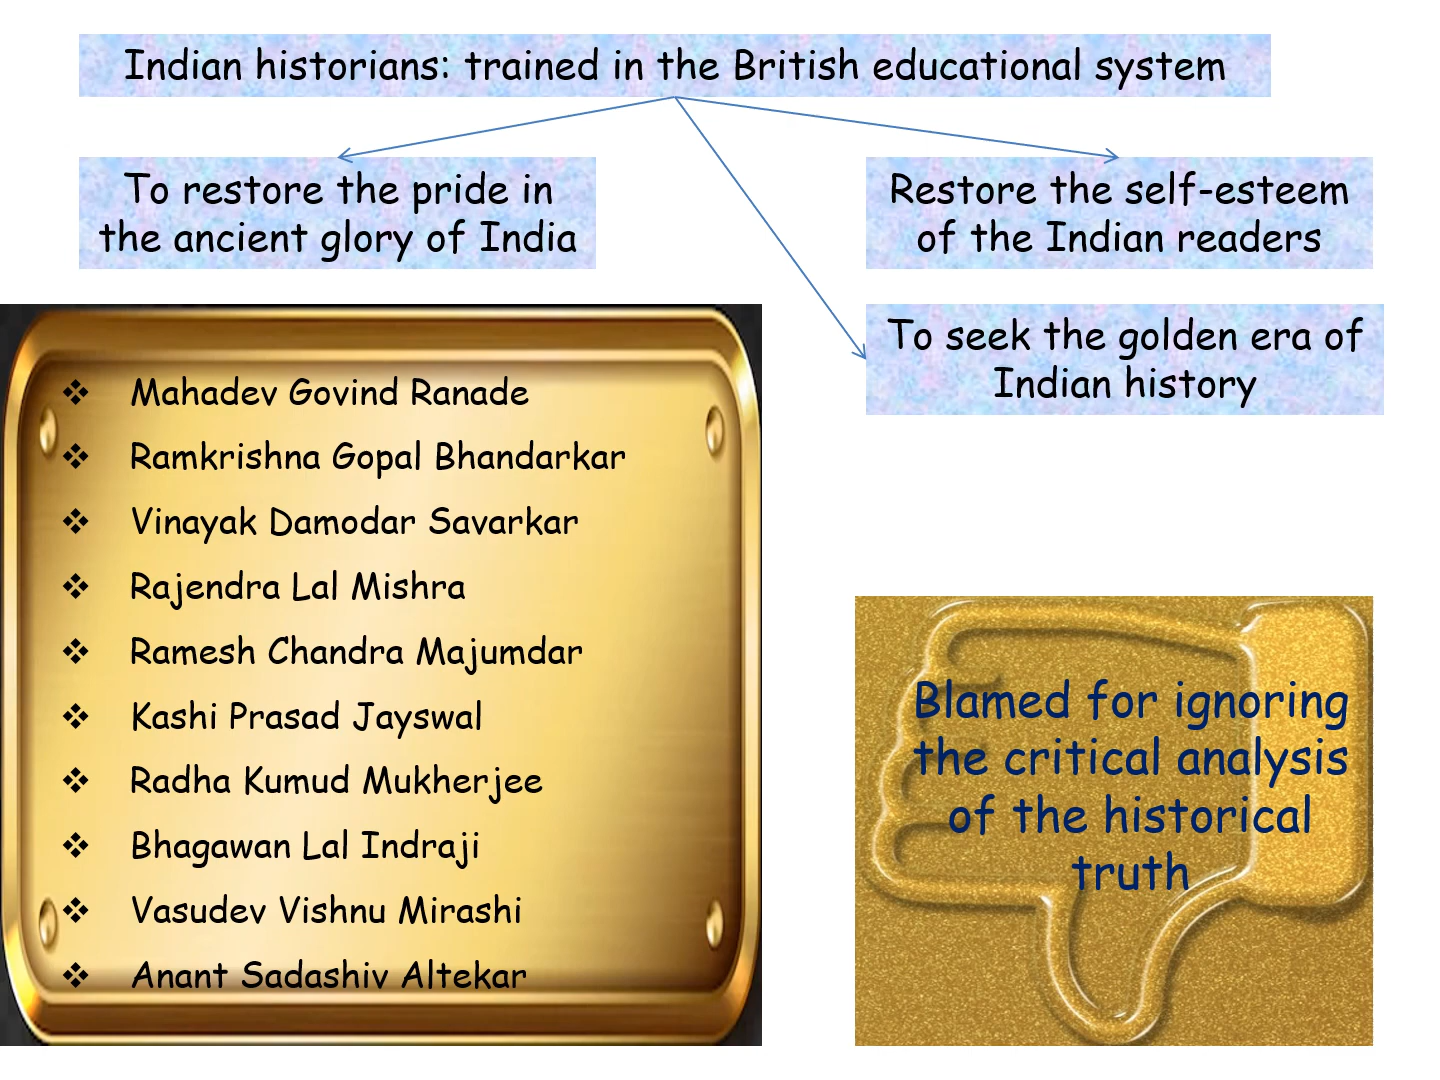 Indian historians: trained in the British educational system
To restore the pride in
the ancient glory of India
Restore the self-esteem
of the Indian readers
To seek the golden era of
Indian history
❖ Mahadev Govind Ranade
❖ Ramkrishna Gopal Bhandarkar
❖ Vinayak Damodar Savarkar
❖ Rajendra Lal Mishra
❖ Ramesh Chandra Majumdar
❖ Kashi Prasad Jayswal
❖ Radha Kumud Mukherjee
❖ Bhagawan Lal Indraji
❖ Vasudev Vishnu Mirashi
❖ Anant Sadashiv Altekar
Blamed for ignoring
the critical analysis
of the historical
truth